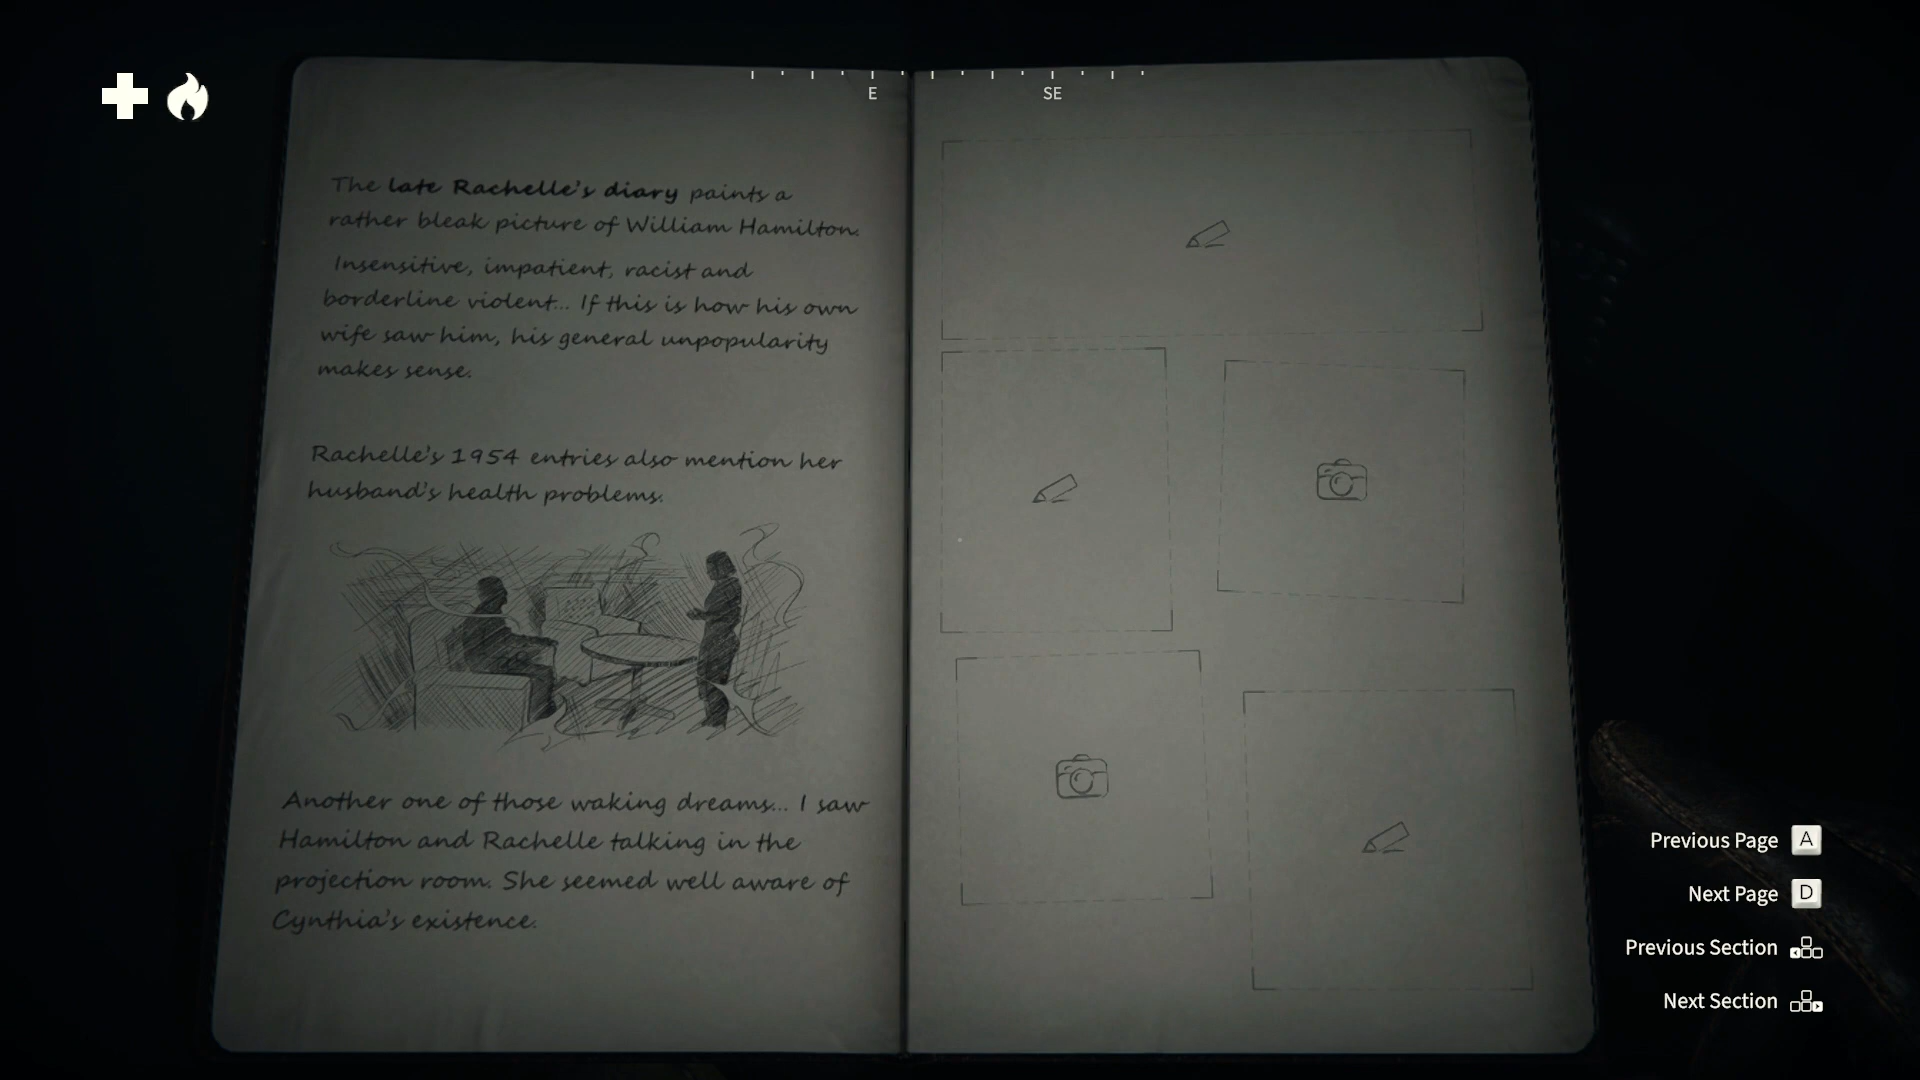 E
SE
The late Rachelle's diary paints a
rather bleak picture of William Hamilton.
Insensitive, impatient, racist and
borderline violent... If this is how his own
wife saw him, his general unpopularity
makes sense.
Rachelle's 1954 entries also mention her
husband's health problems.
Another one of those waking dreams... I saw
Hamilton and Rachelle talking in the
projection room. She seemed well aware of
Cynthia's existence.
Previous Page A
Next Page D
Previous Section
Next Section